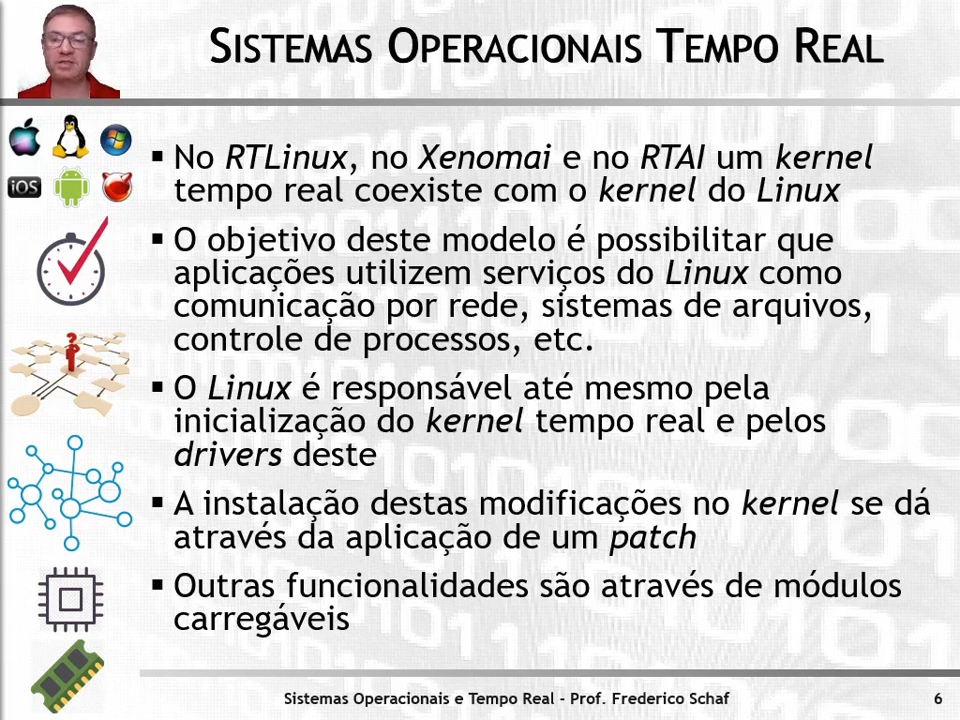 SISTEMAS OPERACIONAIS TEMPO REAL
iOS
▪ No RTLinux, no Xenomai e no RTAI um kernel
tempo real coexiste com o kernel do Linux
▪ O objetivo deste modelo é possibilitar que
aplicações utilizem serviços do Linux como
comunicação por rede, sistemas de arquivos,
controle de processos, etc.
▪ O Linux é responsável até mesmo pela
inicialização do kernel tempo real e pelos
drivers deste
▪ A instalação destas modificações no kernel se dá
através da aplicação de um patch
▪ Outras funcionalidades são através de módulos
carregáveis
Sistemas Operacionais e Tempo Real - Prof. Frederico Schaf 6